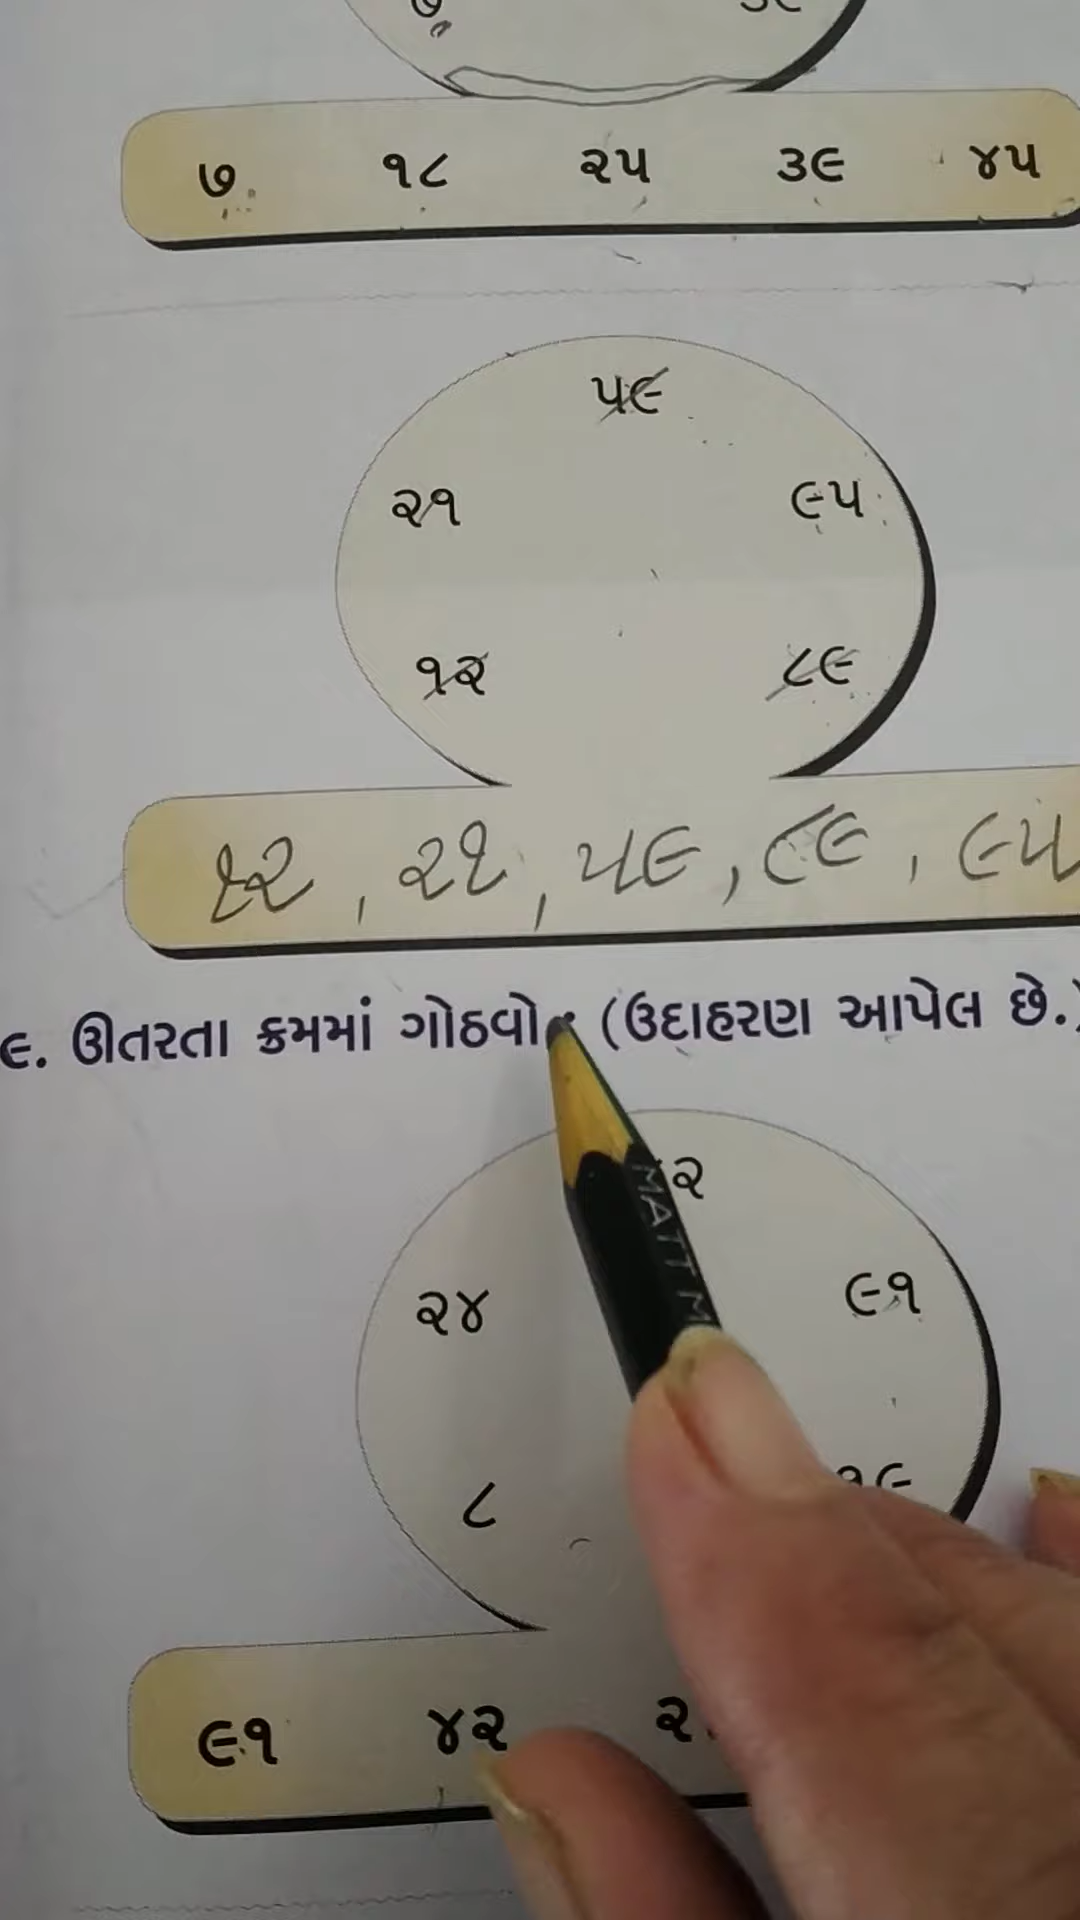 ૭ ૧૮ ૨૫ ૩૯ ૪૫
૫૯
૨૧ ૯૫
૧૨ ૮૯
૧૨, ૨૧, ૫૯, ૮૯, ૯૫
૯. ઊતરતા ક્રમમાં ગોઠવો : (ઉદાહરણ આપેલ છે.)
૨૪ ૯૧
૮
૯૧ ૪૨